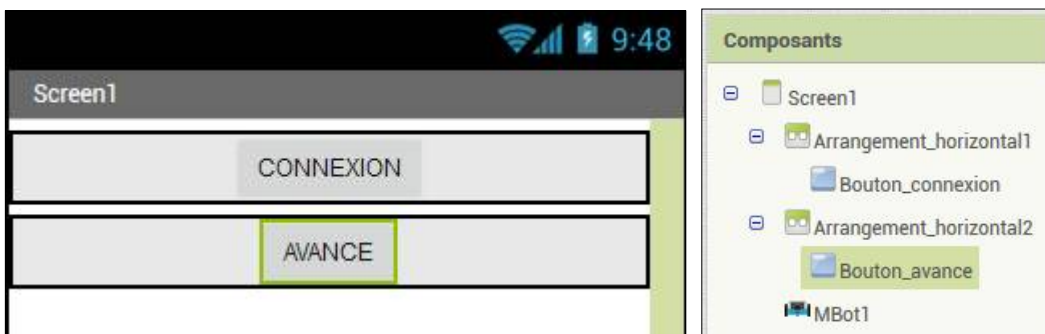 9:48
Screen1
CONNEXION
AVANCE
Composants
Screen1
Arrangement_horizontal1
Bouton_connexion
Arrangement_horizontal2
Bouton_avance
MBot1